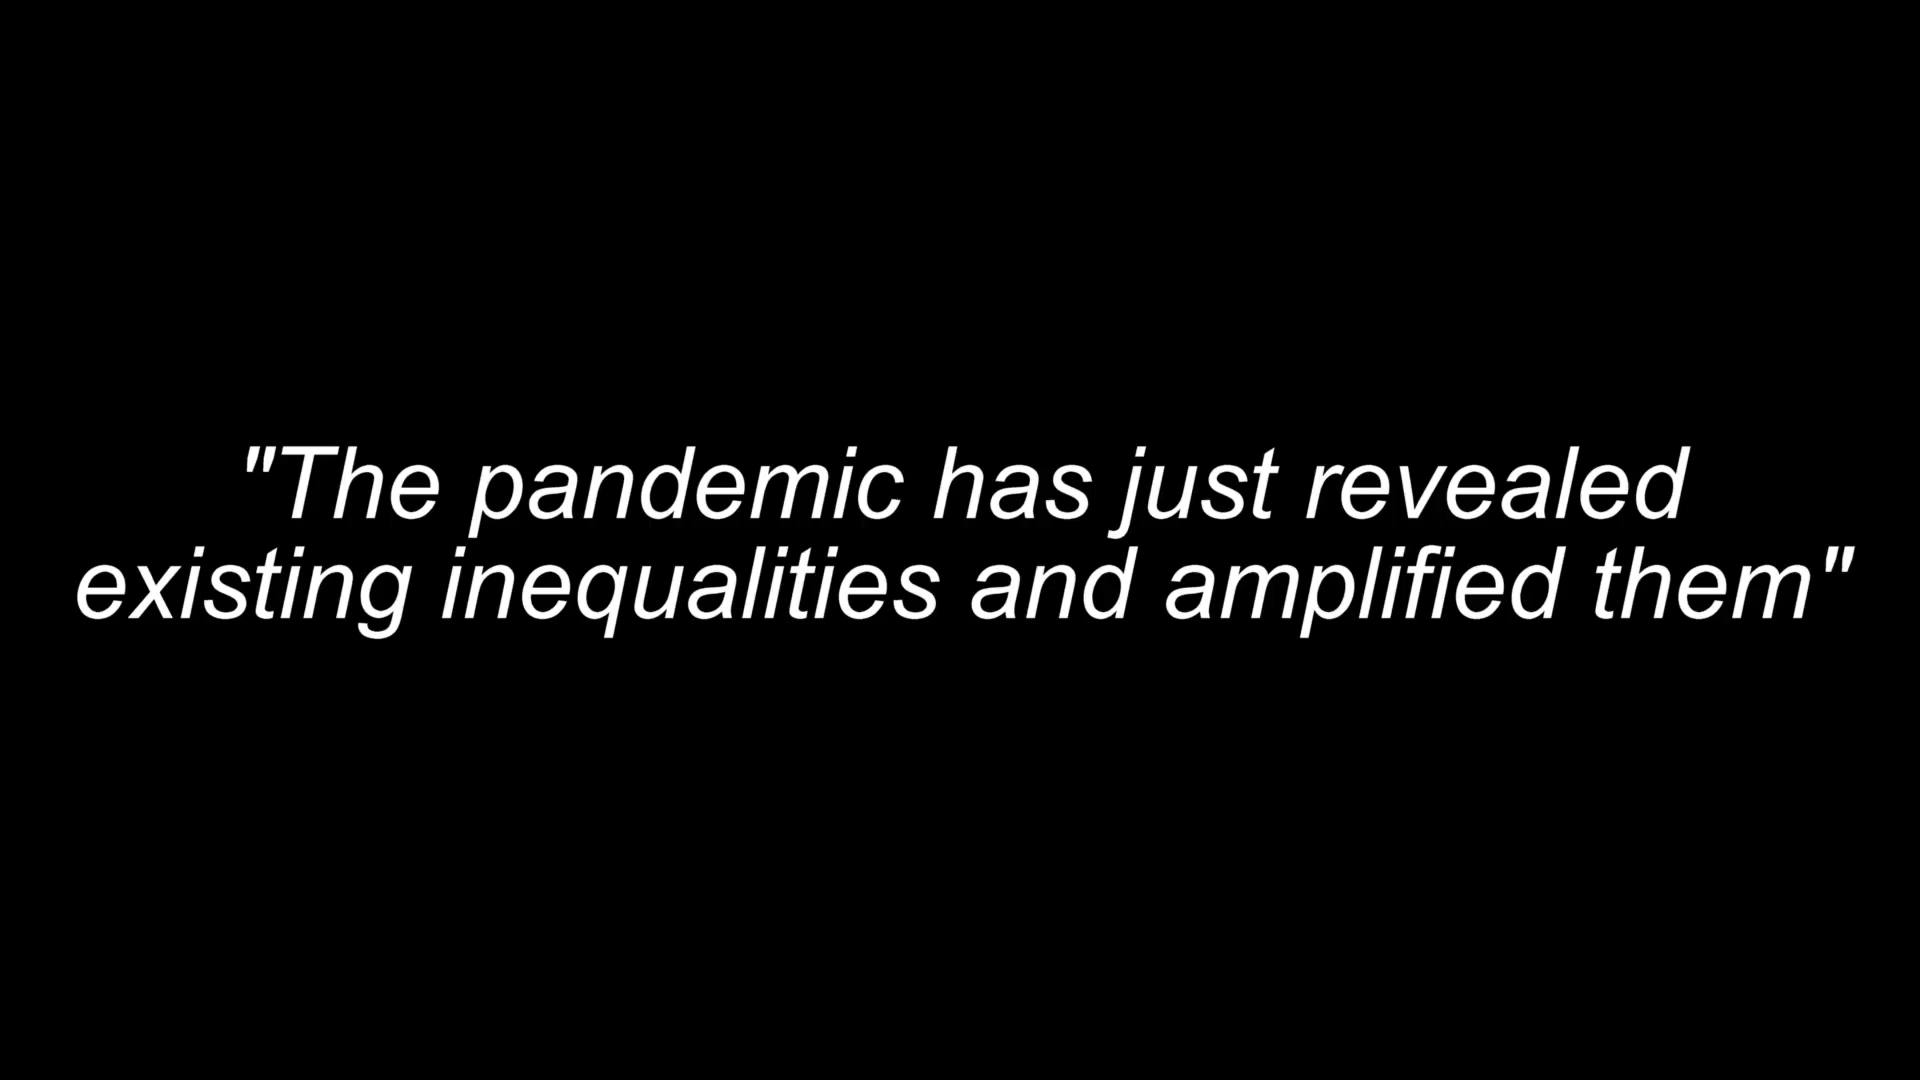 "The pandemic has just revealed
existing inequalities and amplified them"